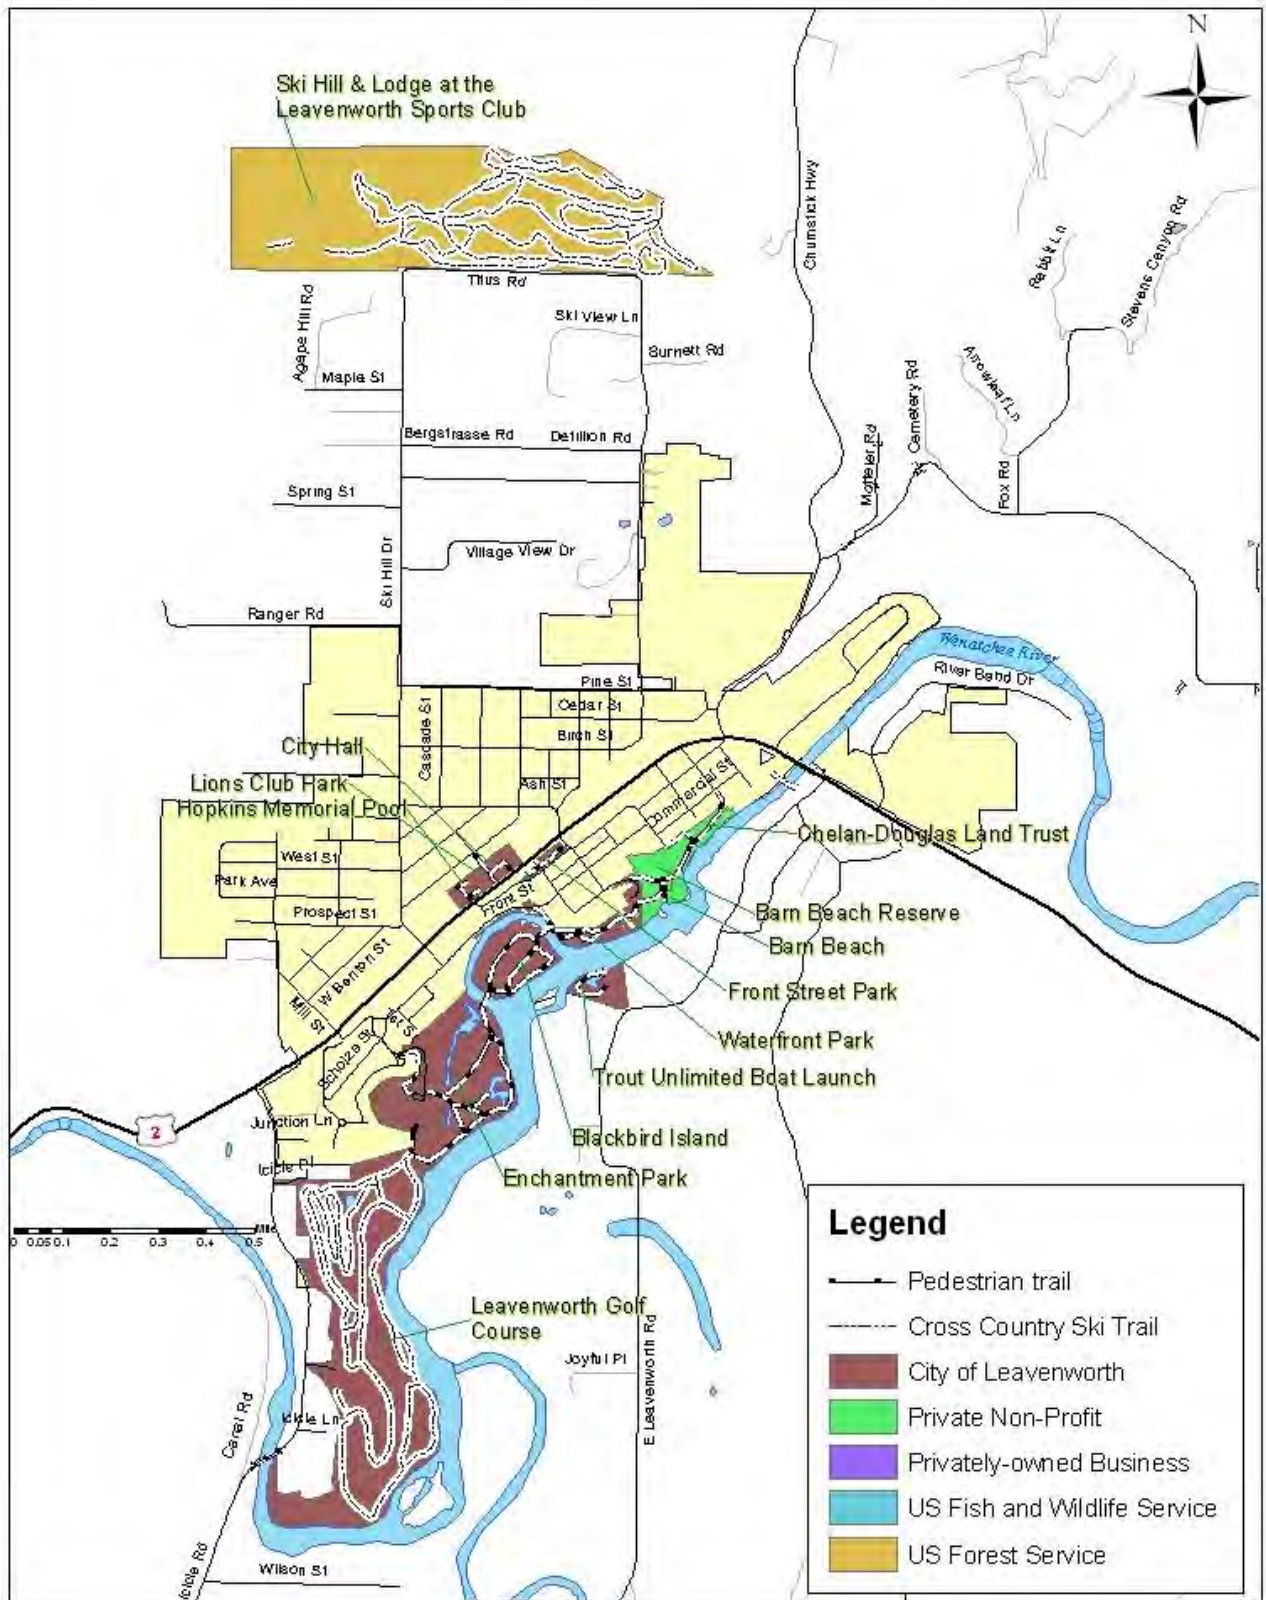 N
Ski Hill & Lodge at the
Leavenworth Sports Club
Chumstick Hwy
Rabbit Ln
Stevens Canyon Rd
Titus Rd
Agape Hill Rd
Ski View Ln
Burnett Rd
Maple St
Arrowleaf Ln
Cemetery Rd
Bergstrasse Rd
Detillion Rd
Motteler Rd
Fox Rd
Spring St
Ski Hill Dr
Village View Dr
Ranger Rd
Wenatchee River
River Bend Dr
Pine St
Cedar St
Cascade St
Birch St
City Hall
Ash St
Commercial St
Lions Club Park
Hopkins Memorial Pool
Chelan-Douglas Land Trust
West St
Park Ave
Front St
Prospect St
Barn Beach Reserve
Barn Beach
W Benton St
Front Street Park
Mill St
Waterfront Park
Scholze St
Trout Unlimited Boat Launch
Junction Ln
2
Blackbird Island
Icicle Pl
Enchantment Park
Miles
0 0.05 0.1 0.2 0.3 0.4 0.5
Leavenworth Golf
Course
Joyful Pl
E Leavenworth Rd
Canal Rd
Icicle Ln
Icicle Rd
Wilson St
Legend
Pedestrian trail
Cross Country Ski Trail
City of Leavenworth
Private Non-Profit
Privately-owned Business
US Fish and Wildlife Service
US Forest Service